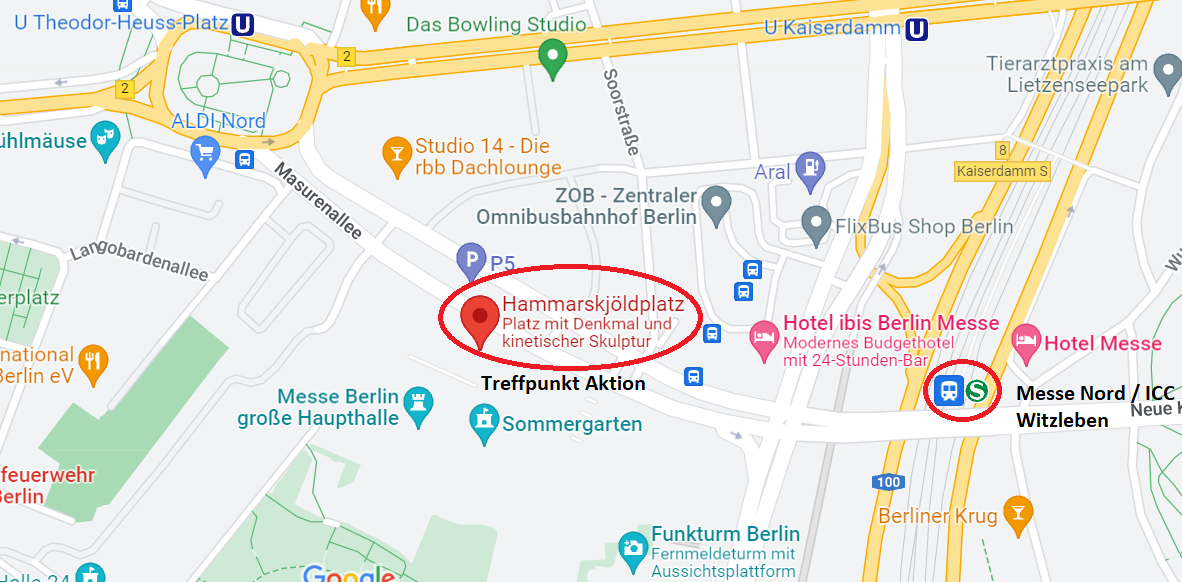 U Theodor-Heuss-Platz U
Das Bowling Studio
U Kaiserdamm U
2
2
Tierarztpraxis am
Lietzenseepark
Soorstraße
ALDI Nord
ühlmäuse
Studio 14 - Die
rbb Dachlounge
8
Kaiserdamm S
Aral
Masurenallee
ZOB - Zentraler
Omnibusbahnhof Berlin
FlixBus Shop Berlin
Langobardenallee
P
P5
erplatz
Hammarskjöldplatz
Platz mit Denkmal und
kinetischer Skulptur
Hotel ibis Berlin Messe
Modernes Budgethotel
mit 24-Stunden-Bar
Hotel Messe
national
Berlin eV
Treffpunkt Aktion
Messe Berlin
große Haupthalle
Sommergarten
S
Messe Nord / ICC
Witzleben
Neue K
feuerwehr
Berlin
100
Berliner Krug
Funkturm Berlin
Fernmeldeturm mit
Aussichtsplattform
Halle 24
Google